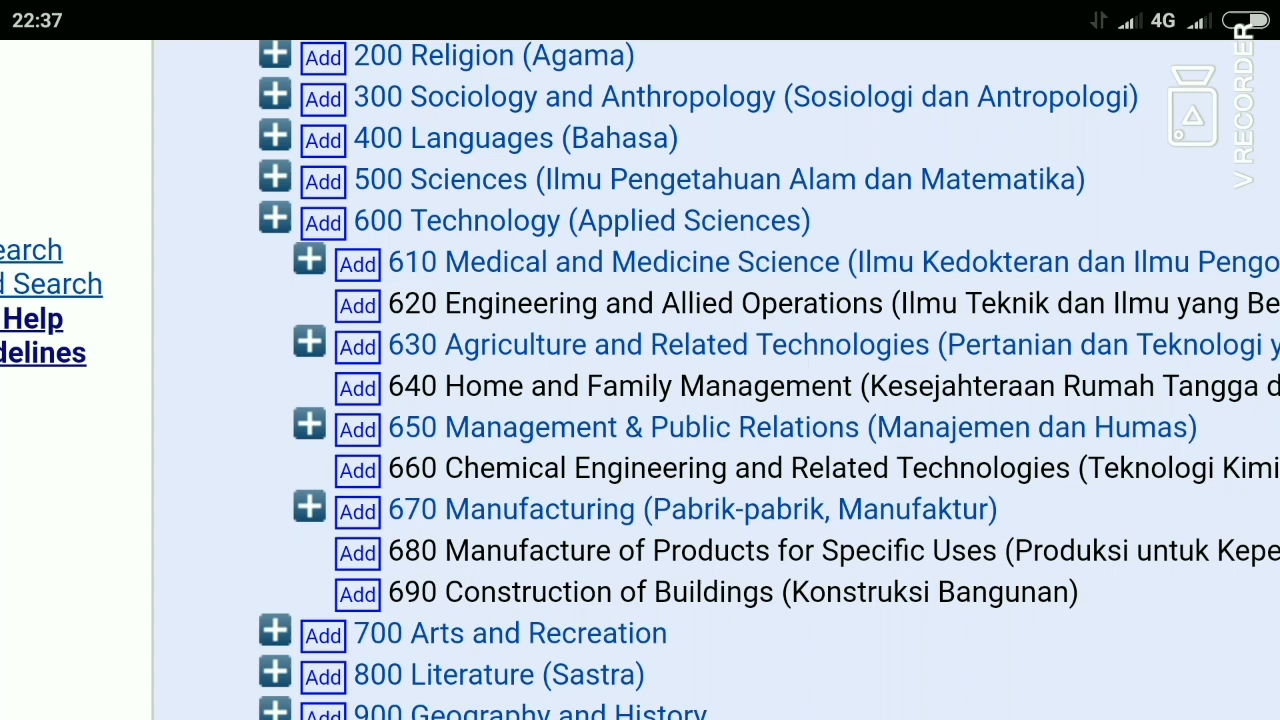 22:37
4G
Add 200 Religion (Agama)
Add 300 Sociology and Anthropology (Sosiologi dan Antropologi)
Add 400 Languages (Bahasa)
Add 500 Sciences (Ilmu Pengetahuan Alam dan Matematika)
Add 600 Technology (Applied Sciences)
Add 610 Medical and Medicine Science (Ilmu Kedokteran dan Ilmu Pengo
Add 620 Engineering and Allied Operations (Ilmu Teknik dan Ilmu yang Be
Add 630 Agriculture and Related Technologies (Pertanian dan Teknologi y
Add 640 Home and Family Management (Kesejahteraan Rumah Tangga d
Add 650 Management & Public Relations (Manajemen dan Humas)
Add 660 Chemical Engineering and Related Technologies (Teknologi Kimi
Add 670 Manufacturing (Pabrik-pabrik, Manufaktur)
Add 680 Manufacture of Products for Specific Uses (Produksi untuk Kepe
Add 690 Construction of Buildings (Konstruksi Bangunan)
Add 700 Arts and Recreation
Add 800 Literature (Sastra)
Add 900 Geography and History
earch
d Search
Help
delines
V RECORDER